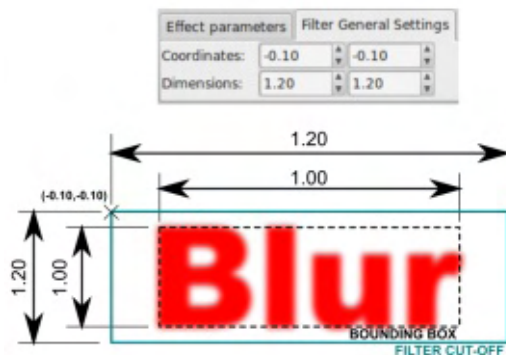 Effect parameters Filter General Settings
Coordinates: -0.10 -0.10
Dimensions: 1.20 1.20
1.20
1.00
(-0.10,-0.10)
1.20
1.00
Blur
BOUNDING BOX
FILTER CUT-OFF